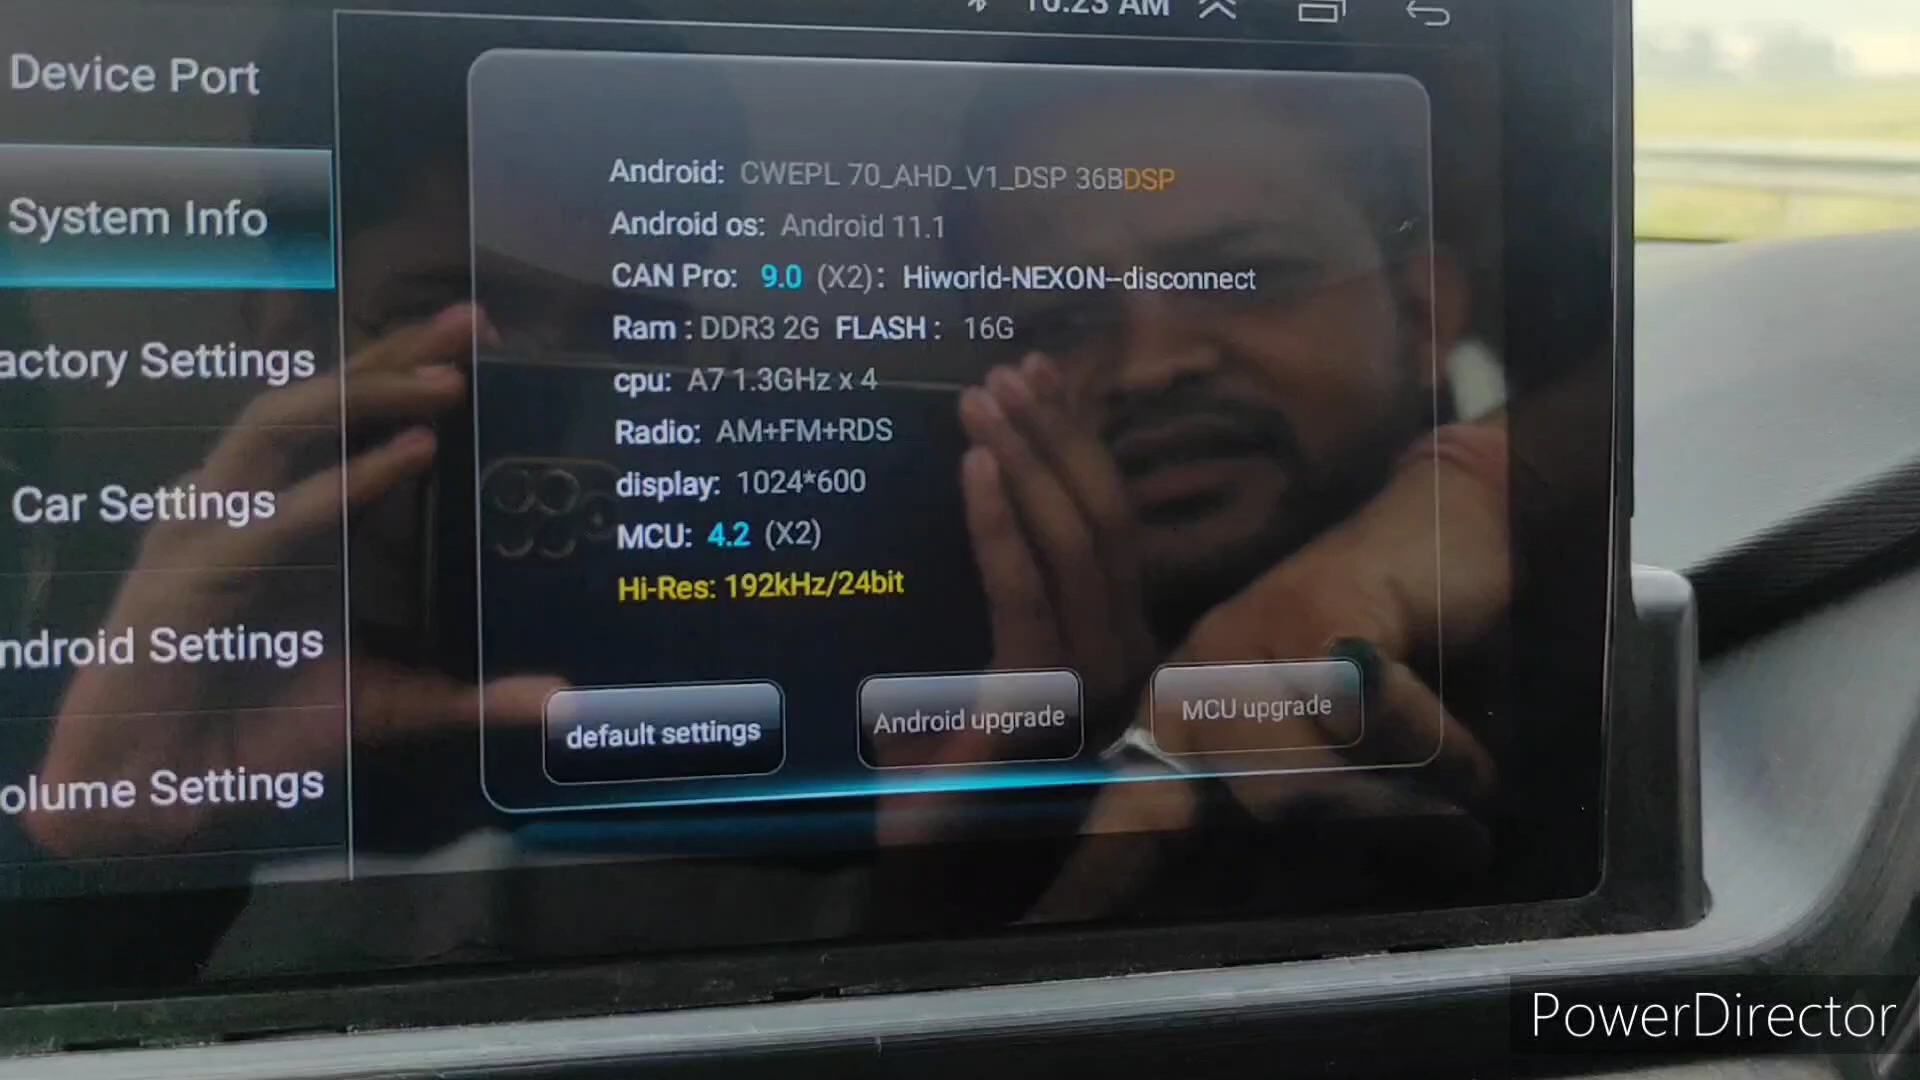 10:23 AM
Device Port
System Info
actory Settings
Car Settings
ndroid Settings
olume Settings
Android: CWEPL 70_AHD_V1_DSP 36BDSP
Android os: Android 11.1
CAN Pro: 9.0 (X2): Hiworld-NEXON--disconnect
Ram : DDR3 2G FLASH : 16G
cpu: A7 1.3GHz x 4
Radio: AM+FM+RDS
display: 1024*600
MCU: 4.2 (X2)
Hi-Res: 192kHz/24bit
default settings
Android upgrade
MCU upgrade
PowerDirector